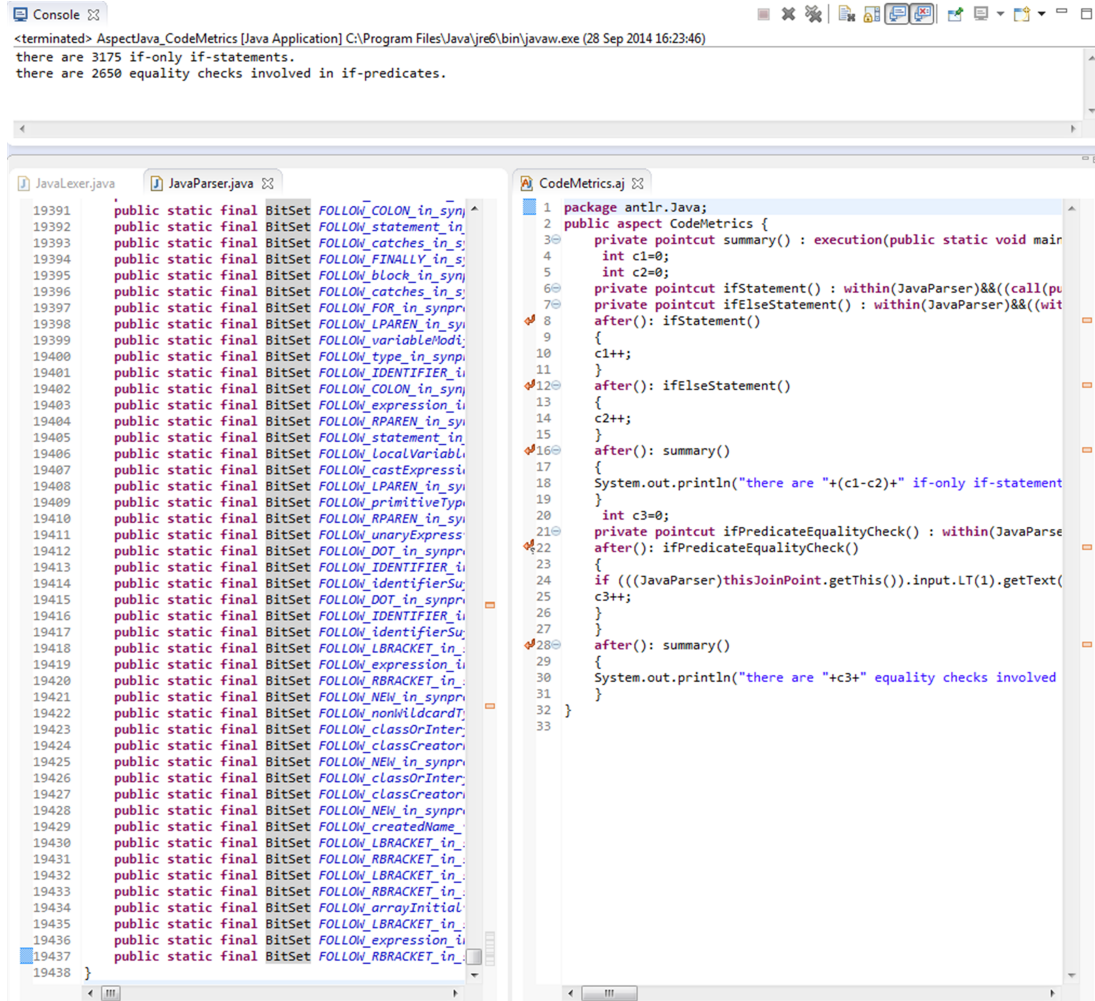 Console
<terminated> AspectJava_CodeMetrics [Java Application] C:\Program Files\Java\jre6\bin\javaw.exe (28 Sep 2014 16:23:46)
there are 3175 if-only if-statements.
there are 2650 equality checks involved in if-predicates.
JavaLexer.java JavaParser.java
19391 public static final BitSet FOLLOW_COLON_in_syn
19392 public static final BitSet FOLLOW_statement_in_
19393 public static final BitSet FOLLOW_catches_in_s
19394 public static final BitSet FOLLOW_FINALLY_in_s
19395 public static final BitSet FOLLOW_block_in_syn
19396 public static final BitSet FOLLOW_catches_in_s
19397 public static final BitSet FOLLOW_FOR_in_synpr
19398 public static final BitSet FOLLOW_LPAREN_in_sy
19399 public static final BitSet FOLLOW_variableModi
19400 public static final BitSet FOLLOW_type_in_synp
19401 public static final BitSet FOLLOW_IDENTIFIER_i
19402 public static final BitSet FOLLOW_COLON_in_syn
19403 public static final BitSet FOLLOW_expression_i
19404 public static final BitSet FOLLOW_RPAREN_in_sy
19405 public static final BitSet FOLLOW_statement_in_
19406 public static final BitSet FOLLOW_localVariabl
19407 public static final BitSet FOLLOW_castExpressi
19408 public static final BitSet FOLLOW_LPAREN_in_sy
19409 public static final BitSet FOLLOW_primitiveTyp
19410 public static final BitSet FOLLOW_RPAREN_in_sy
19411 public static final BitSet FOLLOW_unaryExpress
19412 public static final BitSet FOLLOW_DOT_in_synpr
19413 public static final BitSet FOLLOW_IDENTIFIER_i
19414 public static final BitSet FOLLOW_identifierSu
19415 public static final BitSet FOLLOW_DOT_in_synpr
19416 public static final BitSet FOLLOW_IDENTIFIER_i
19417 public static final BitSet FOLLOW_identifierSu
19418 public static final BitSet FOLLOW_LBRACKET_in_
19419 public static final BitSet FOLLOW_expression_i
19420 public static final BitSet FOLLOW_RBRACKET_in_
19421 public static final BitSet FOLLOW_NEW_in_synpr
19422 public static final BitSet FOLLOW_nonWildcardT
19423 public static final BitSet FOLLOW_classOrInter
19424 public static final BitSet FOLLOW_classCreator
19425 public static final BitSet FOLLOW_NEW_in_synpr
19426 public static final BitSet FOLLOW_classOrInter
19427 public static final BitSet FOLLOW_classCreator
19428 public static final BitSet FOLLOW_NEW_in_synpr
19429 public static final BitSet FOLLOW_createdName_
19430 public static final BitSet FOLLOW_LBRACKET_in_
19431 public static final BitSet FOLLOW_RBRACKET_in_
19432 public static final BitSet FOLLOW_LBRACKET_in_
19433 public static final BitSet FOLLOW_RBRACKET_in_
19434 public static final BitSet FOLLOW_arrayInitial
19435 public static final BitSet FOLLOW_LBRACKET_in_
19436 public static final BitSet FOLLOW_expression_i
19437 public static final BitSet FOLLOW_RBRACKET_in_
19438 }
CodeMetrics.aj
1 package antlr.Java;
2 public aspect CodeMetrics {
3 private pointcut summary() : execution(public static void main
4 int c1=0;
5 int c2=0;
6 private pointcut ifStatement() : within(JavaParser)&&((call(pu
7 private pointcut ifElseStatement() : within(JavaParser)&&((wit
8 after(): ifStatement()
9 {
10 c1++;
11 }
12 after(): ifElseStatement()
13 {
14 c2++;
15 }
16 after(): summary()
17 {
18 System.out.println("there are "+(c1-c2)+" if-only if-statement
19 }
20 int c3=0;
21 private pointcut ifPredicateEqualityCheck() : within(JavaParse
22 after(): ifPredicateEqualityCheck()
23 {
24 if (((JavaParser)thisJoinPoint.getThis()).input.LT(1).getText(
25 c3++;
26 }
27 }
28 after(): summary()
29 {
30 System.out.println("there are "+c3+" equality checks involved
31 }
32 }
33